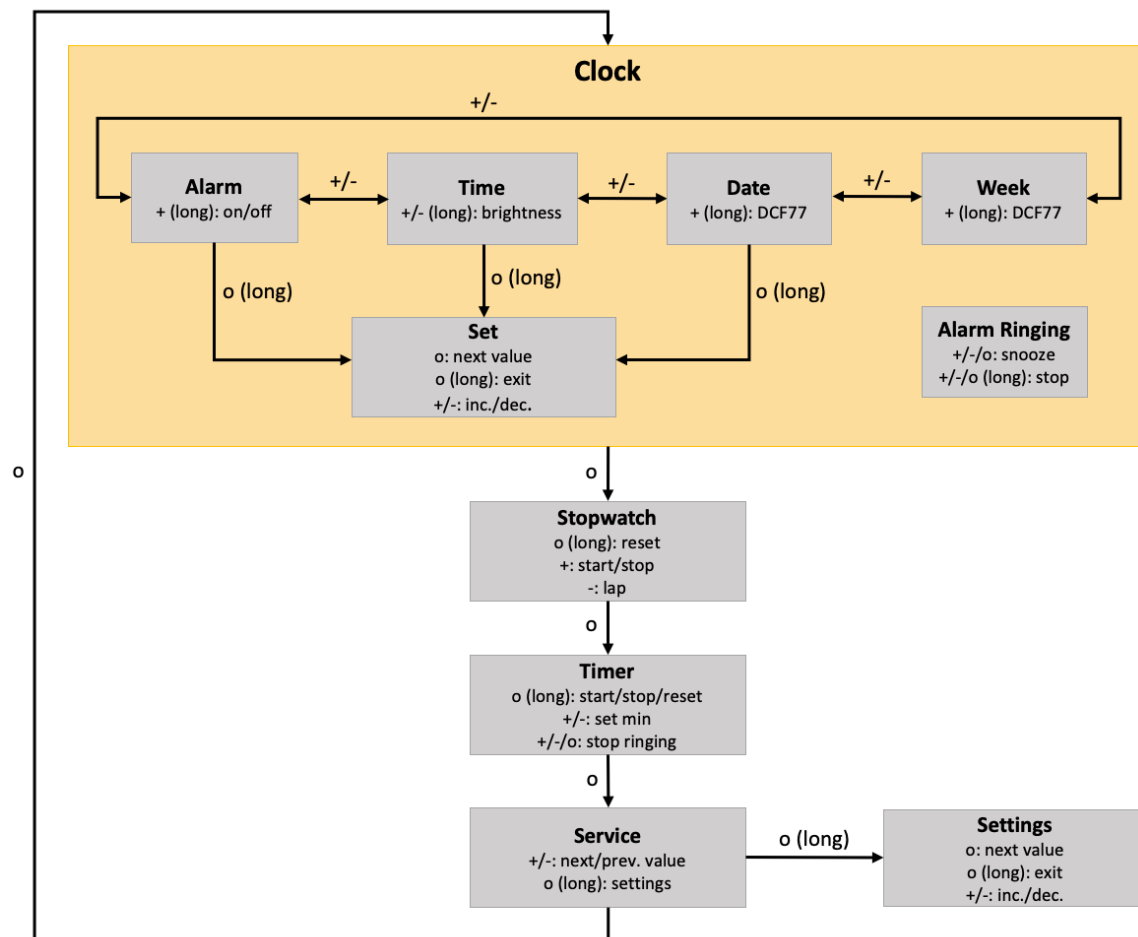 Clock
+/-
Alarm
+ (long): on/off
+/-
Time
+/- (long): brightness
+/-
Date
+ (long): DCF77
+/-
Week
+ (long): DCF77
o (long)
o (long)
o (long)
Set
o: next value
o (long): exit
+/-: inc./dec.
Alarm Ringing
+/-/o: snooze
+/-/o (long): stop
o
o
Stopwatch
o (long): reset
+: start/stop
-: lap
o
Timer
o (long): start/stop/reset
+/-: set min
+/-/o: stop ringing
o
Service
+/-: next/prev. value
o (long): settings
o (long)
Settings
o: next value
o (long): exit
+/-: inc./dec.